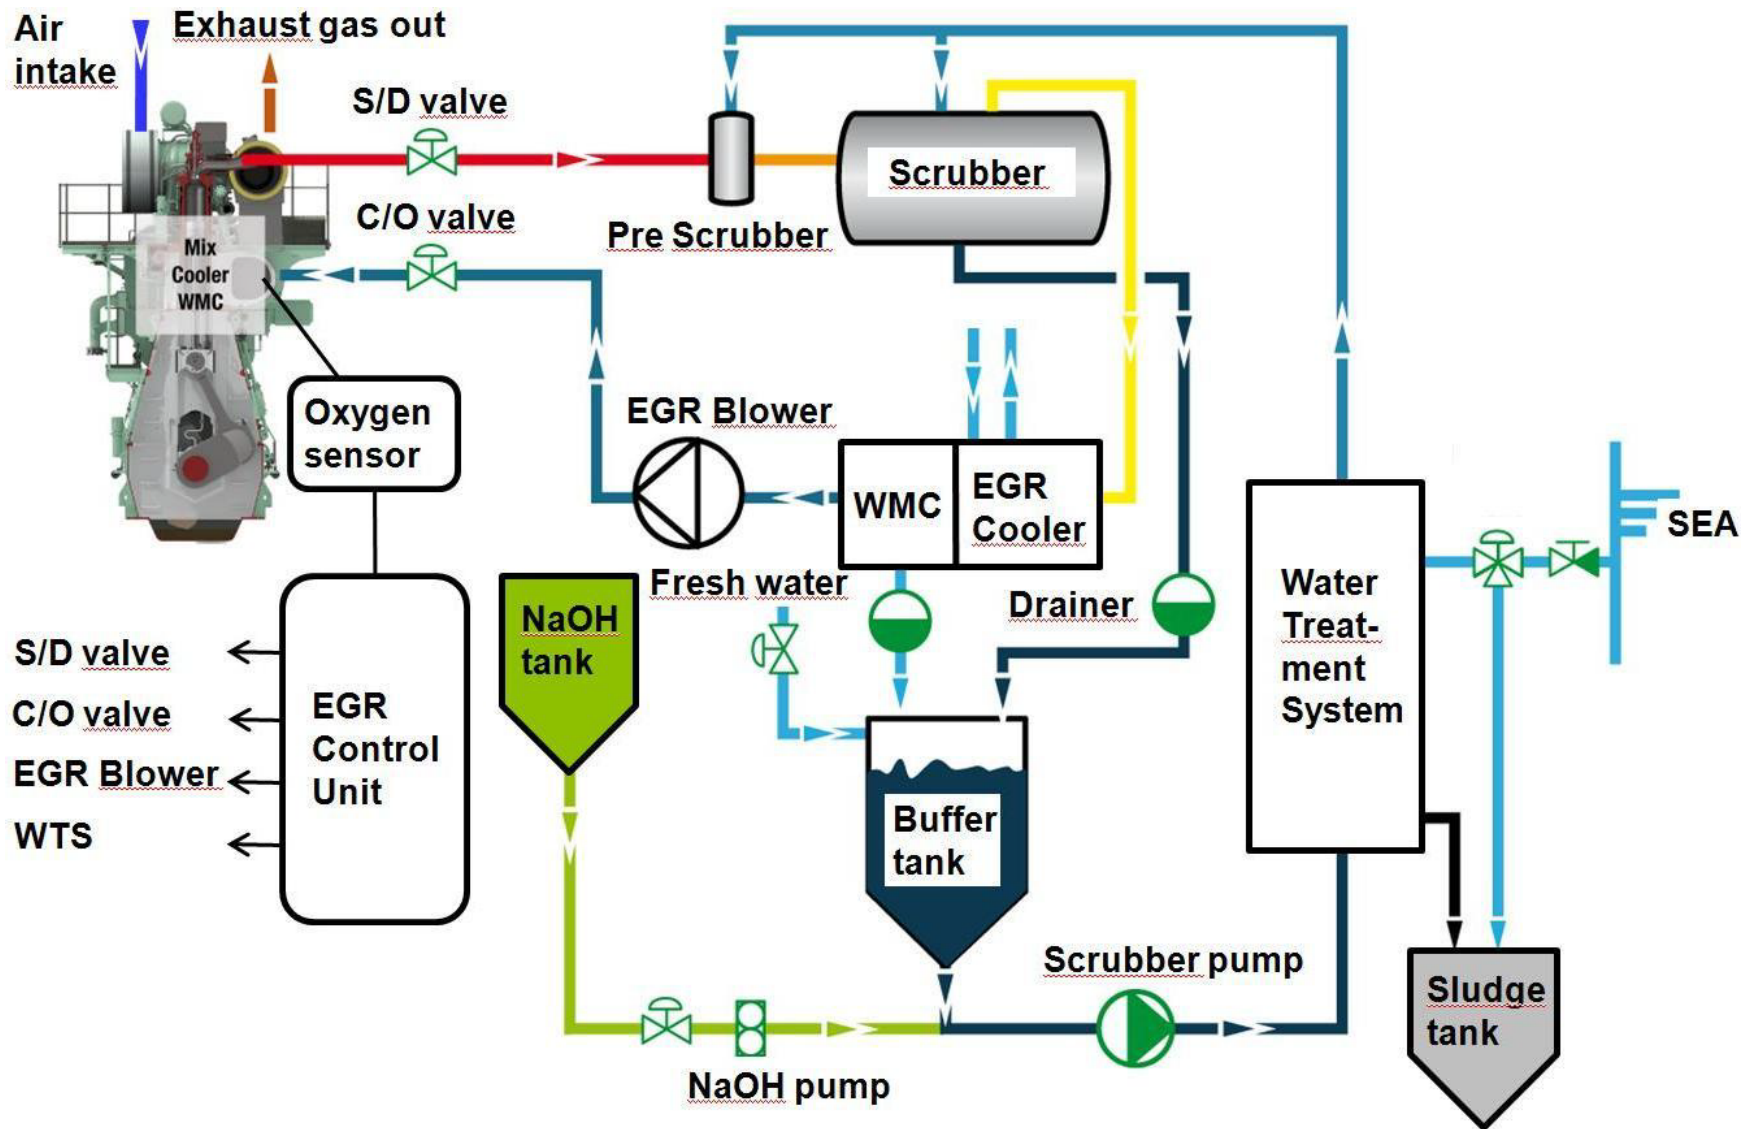 Air
intake
Exhaust gas out
S/D valve
C/O valve
Pre Scrubber
Scrubber
Mix
Cooler
WMC
Oxygen
sensor
EGR Blower
WMC
EGR
Cooler
SEA
Fresh water
Drainer
NaOH
tank
Water
Treat-
ment
System
S/D valve
C/O valve
EGR Blower
WTS
EGR
Control
Unit
Buffer
tank
Scrubber pump
Sludge
tank
NaOH pump